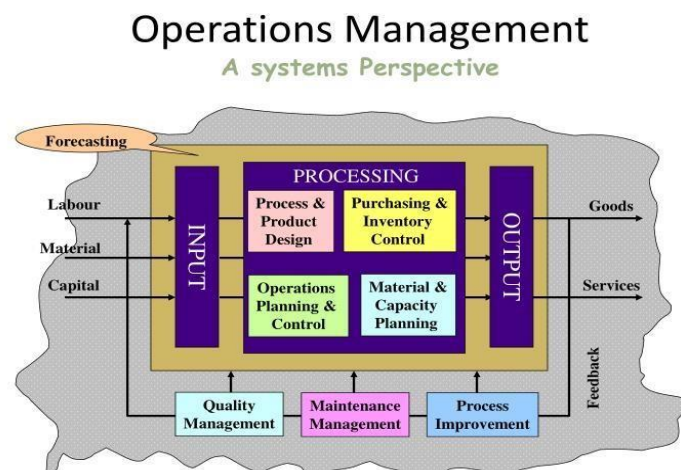 Operations Management
A systems Perspective
Forecasting
Labour
Material
Capital
INPUT
PROCESSING
Process &
Product
Design
Purchasing &
Inventory
Control
Operations
Planning &
Control
Material &
Capacity
Planning
OUTPUT
Goods
Services
Feedback
Quality
Management
Maintenance
Management
Process
Improvement